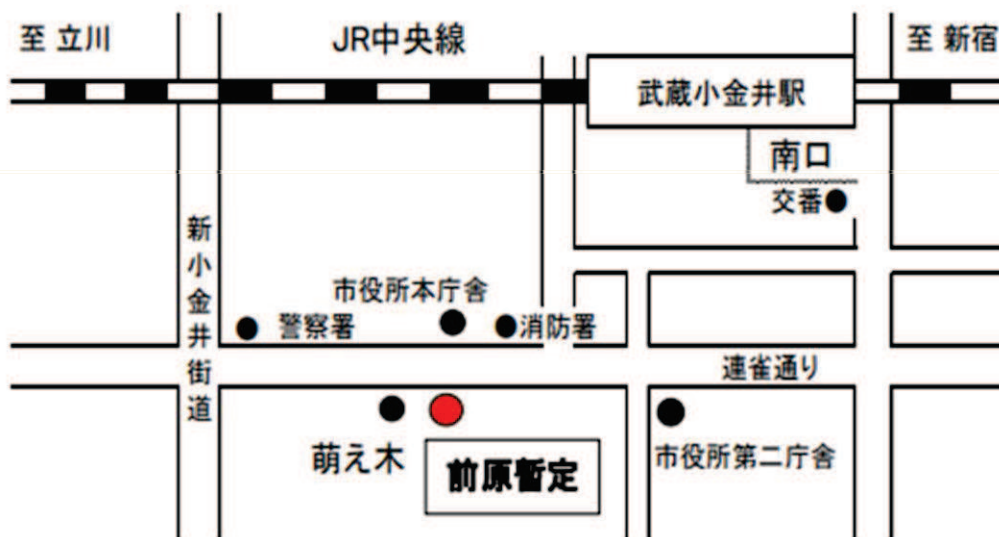 至 立川
JR中央線
至 新宿
武蔵小金井駅
南口
交番
新小金井街道
市役所本庁舎
警察署
消防署
連雀通り
萌え木
前原暫定
市役所第二庁舎